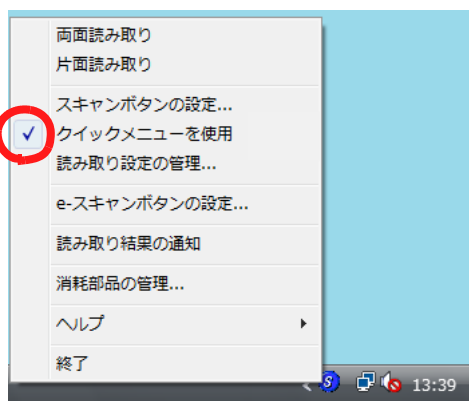 両面読み取り
片面読み取り
スキャンボタンの設定...
クイックメニューを使用
読み取り設定の管理...
e-スキャンボタンの設定...
読み取り結果の通知
消耗部品の管理...
ヘルプ
終了
S
13:39